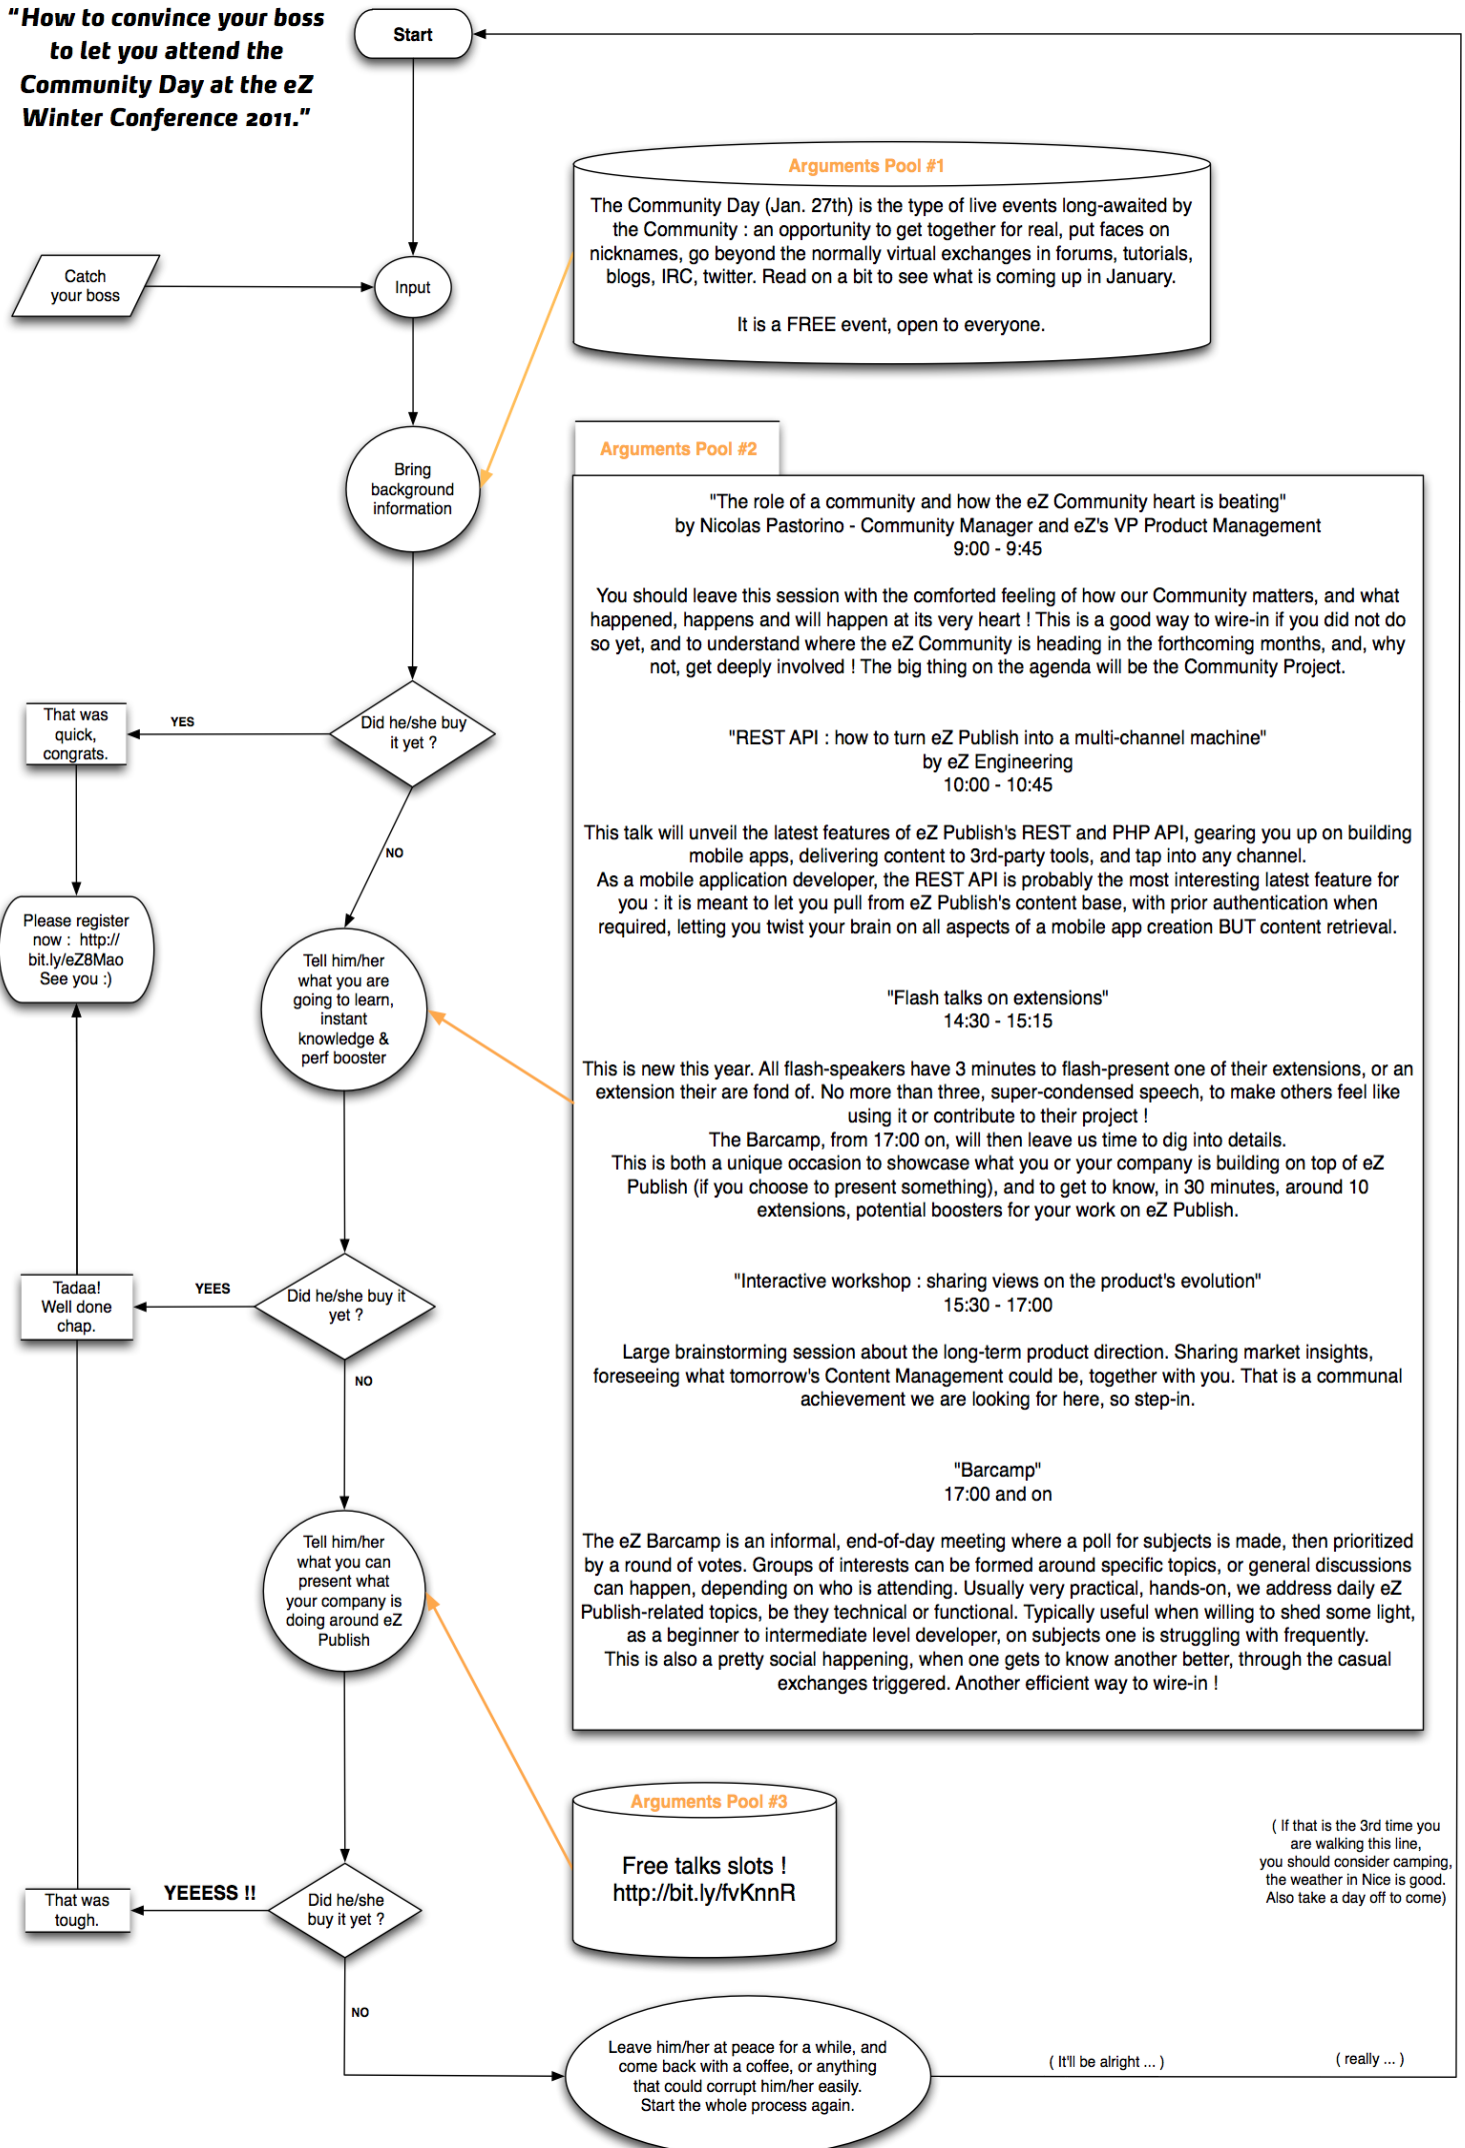 "How to convince your boss
to let you attend the
Community Day at the eZ
Winter Conference 2011."
Start
Arguments Pool #1
The Community Day (Jan. 27th) is the type of live events long-awaited by
the Community : an opportunity to get together for real, put faces on
nicknames, go beyond the normally virtual exchanges in forums, tutorials,
blogs, IRC, twitter. Read on a bit to see what is coming up in January.
It is a FREE event, open to everyone.
Catch
your boss
Input
Bring
background
information
Arguments Pool #2
"The role of a community and how the eZ Community heart is beating"
by Nicolas Pastorino - Community Manager and eZ's VP Product Management
9:00 - 9:45
You should leave this session with the comforted feeling of how our Community matters, and what
happened, happens and will happen at its very heart ! This is a good way to wire-in if you did not do
so yet, and to understand where the eZ Community is heading in the forthcoming months, and, why
not, get deeply involved ! The big thing on the agenda will be the Community Project.
"REST API : how to turn eZ Publish into a multi-channel machine"
by eZ Engineering
10:00 - 10:45
This talk will unveil the latest features of eZ Publish's REST and PHP API, gearing you up on building
mobile apps, delivering content to 3rd-party tools, and tap into any channel.
As a mobile application developer, the REST API is probably the most interesting latest feature for
you : it is meant to let you pull from eZ Publish's content base, with prior authentication when
required, letting you twist your brain on all aspects of a mobile app creation BUT content retrieval.
"Flash talks on extensions"
14:30 - 15:15
This is new this year. All flash-speakers have 3 minutes to flash-present one of their extensions, or an
extension their are fond of. No more than three, super-condensed speech, to make others feel like
using it or contribute to their project !
The Barcamp, from 17:00 on, will then leave us time to dig into details.
This is both a unique occasion to showcase what you or your company is building on top of eZ
Publish (if you choose to present something), and to get to know, in 30 minutes, around 10
extensions, potential boosters for your work on eZ Publish.
"Interactive workshop : sharing views on the product's evolution"
15:30 - 17:00
Large brainstorming session about the long-term product direction. Sharing market insights,
foreseeing what tomorrow's Content Management could be, together with you. That is a communal
achievement we are looking for here, so step-in.
"Barcamp"
17:00 and on
The eZ Barcamp is an informal, end-of-day meeting where a poll for subjects is made, then prioritized
by a round of votes. Groups of interests can be formed around specific topics, or general discussions
can happen, depending on who is attending. Usually very practical, hands-on, we address daily eZ
Publish-related topics, be they technical or functional. Typically useful when willing to shed some light,
as a beginner to intermediate level developer, on subjects one is struggling with frequently.
This is also a pretty social happening, when one gets to know another better, through the casual
exchanges triggered. Another efficient way to wire-in !
Did he/she buy
it yet ?
YES
That was
quick,
congrats.
NO
Please register
now : http://
bit.ly/eZ8Mao
See you :)
Tell him/her
what you are
going to learn,
instant
knowledge &
perf booster
Did he/she buy it
yet ?
YEES
Tadaa!
Well done
chap.
NO
Tell him/her
what you can
present what
your company is
doing around eZ
Publish
Arguments Pool #3
Free talks slots !
http://bit.ly/fvKnnR
Did he/she
buy it yet ?
YEEESS !!
That was
tough.
NO
Leave him/her at peace for a while, and
come back with a coffee, or anything
that could corrupt him/her easily.
Start the whole process again.
( It'll be alright ... )
( really ... )
( If that is the 3rd time you
are walking this line,
you should consider camping,
the weather in Nice is good.
Also take a day off to come)